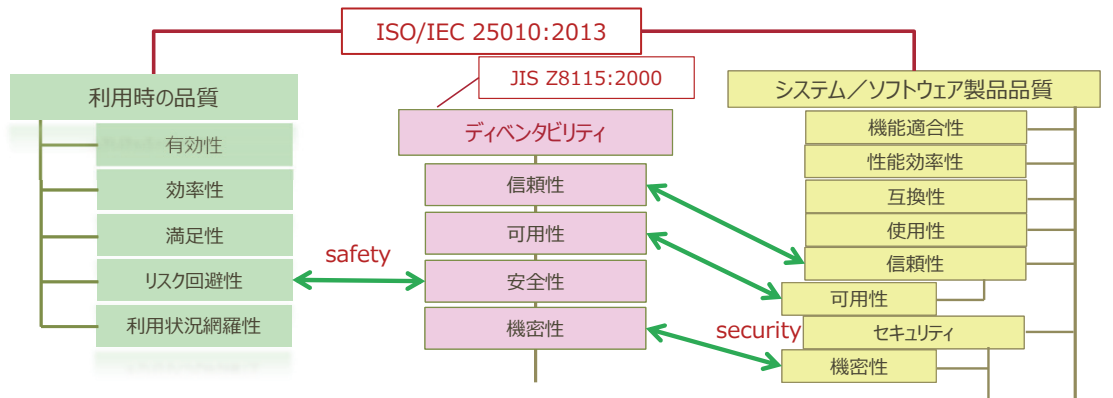 ISO/IEC 25010:2013
JIS Z8115:2000
利用時の品質
有効性
効率性
満足性
リスク回避性
利用状況網羅性
safety
ディベンタビリティ
信頼性
可用性
安全性
機密性
security
システム／ソフトウェア製品品質
機能適合性
性能効率性
互換性
使用性
信頼性
可用性
セキュリティ
機密性